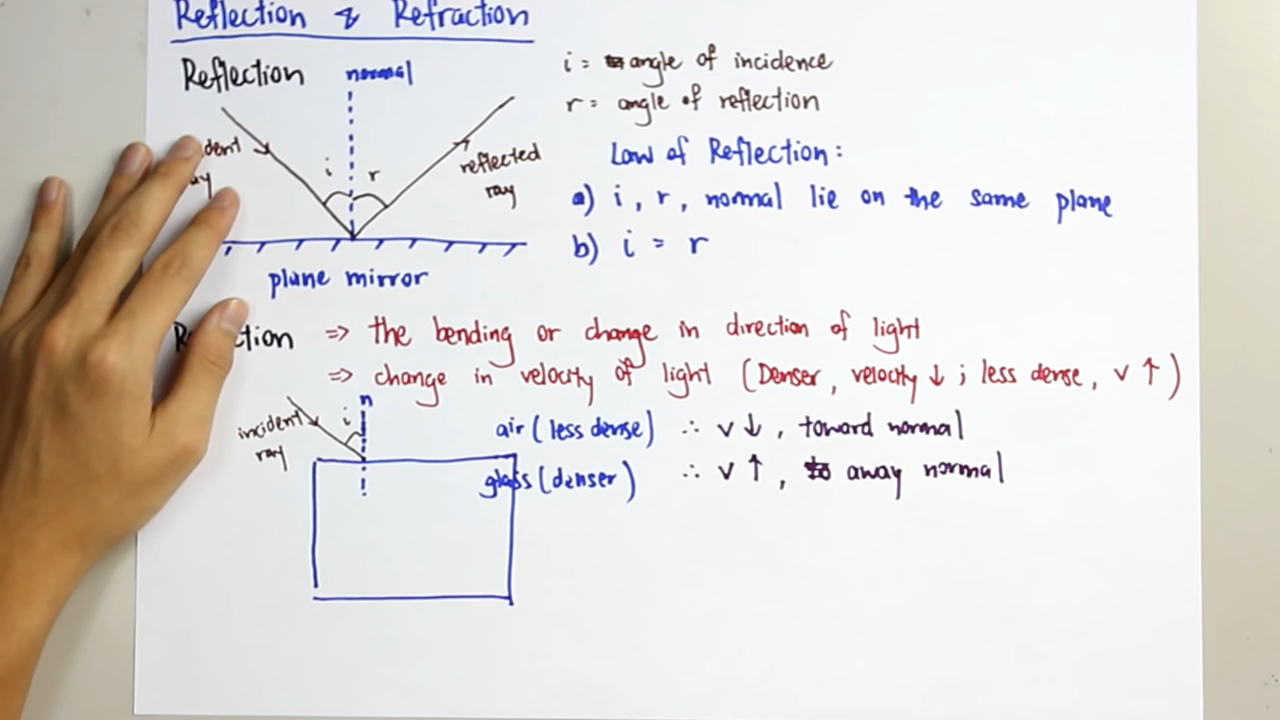 Reflection & Refraction
Reflection
normal
i = angle of incidence
r = angle of reflection
i
r
reflected
ray
Law of Reflection:
a) i, r, normal lie on the same plane
b) i = r
plane mirror
=> the bending or change in direction of light
=> change in velocity of light (Denser, velocity ↓ ; less dense, v ↑)
n
i
incident
ray
air (less dense) ∴ v ↓, toward normal
glass (denser) ∴ v ↑, away normal